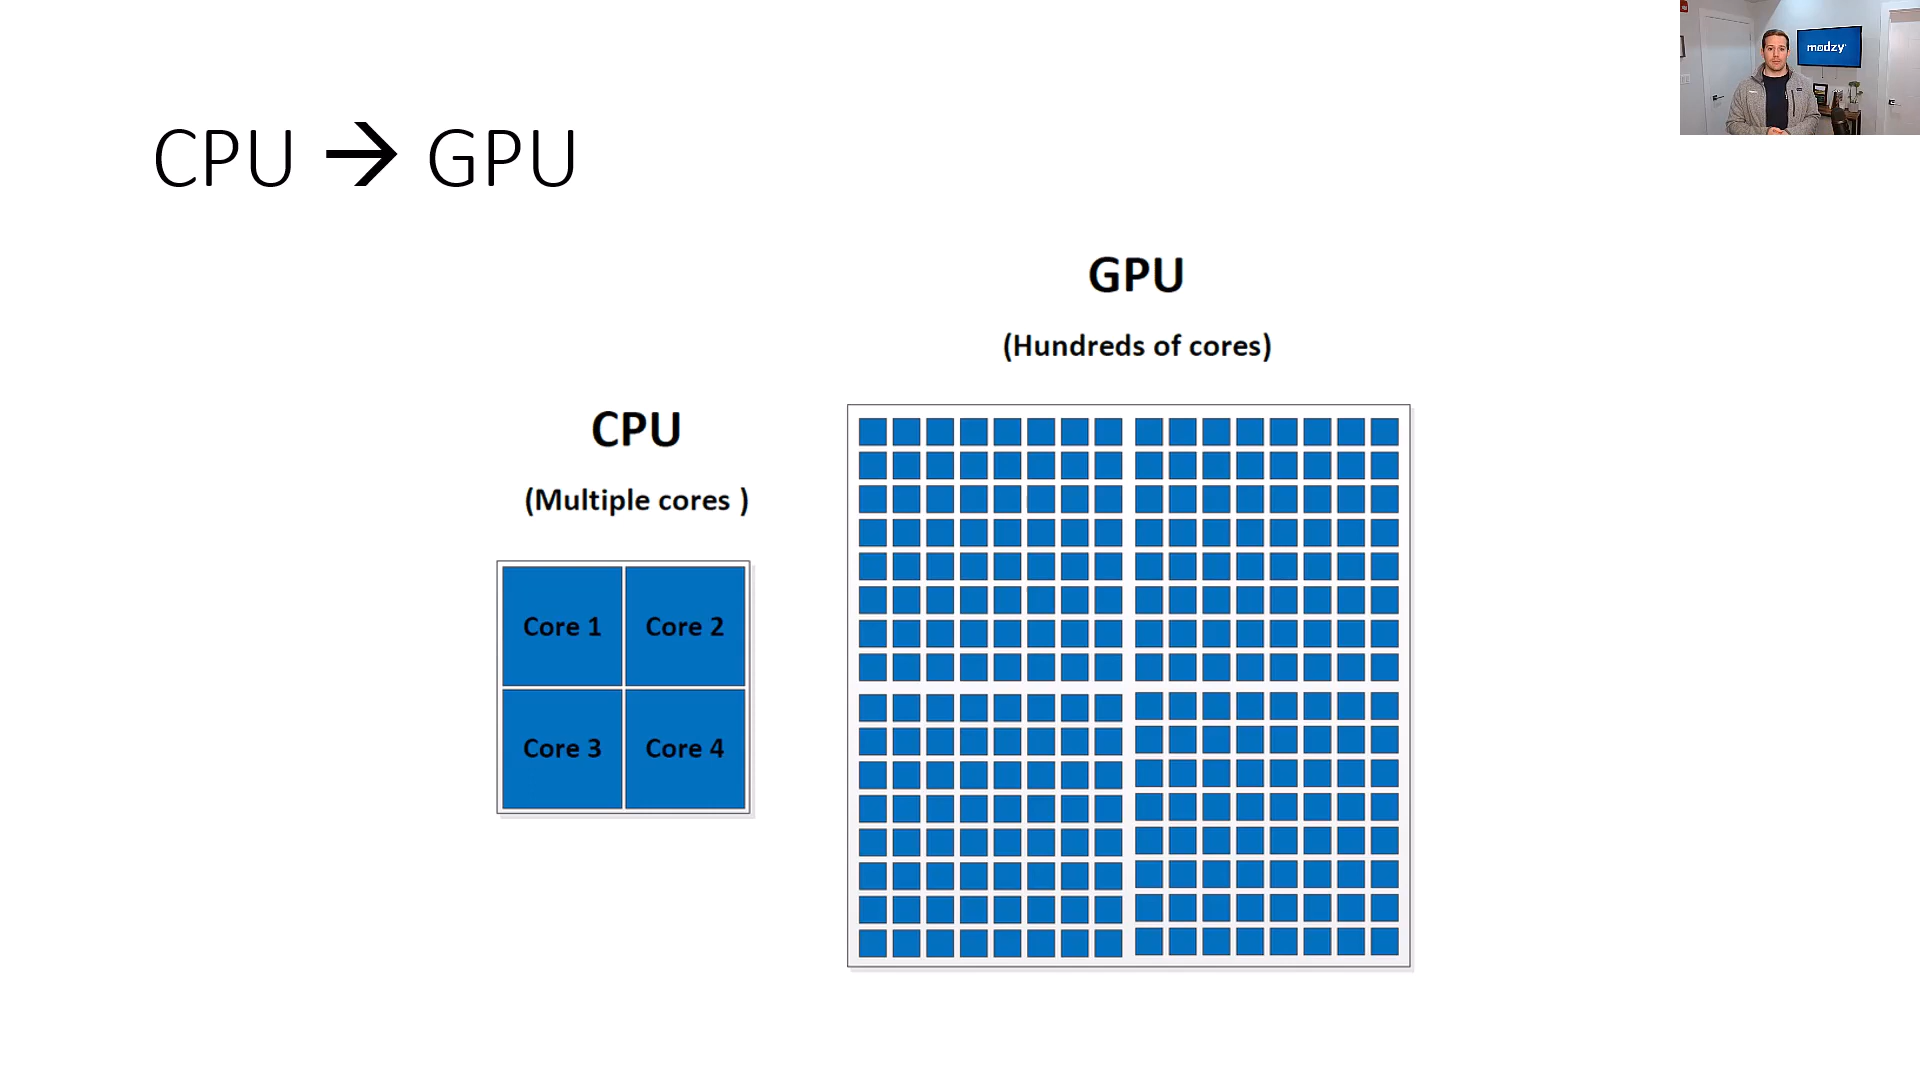 CPU → GPU
modzy
GPU
(Hundreds of cores)
CPU
(Multiple cores )
Core 1
Core 2
Core 3
Core 4